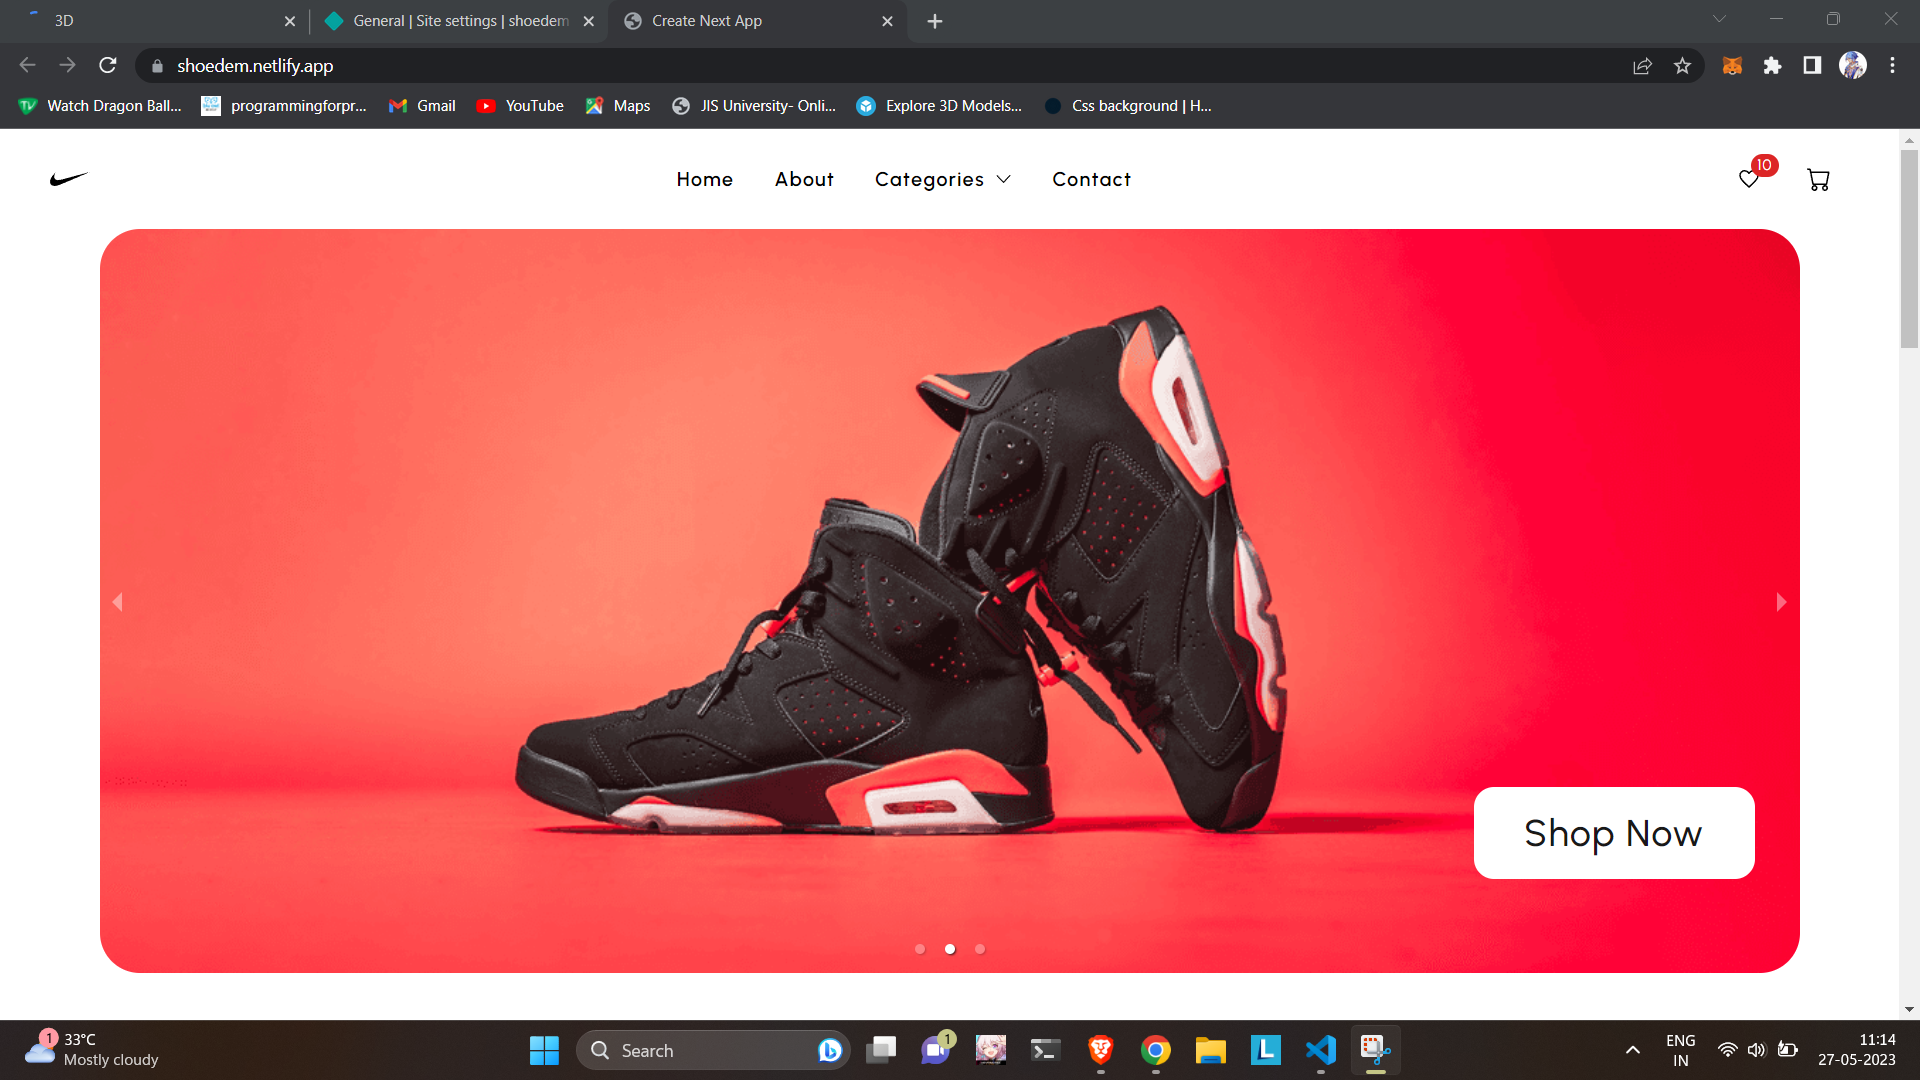 3D
General | Site settings | shoedem
Create Next App
shoedem.netlify.app
Watch Dragon Ball...
programmingforpr...
Gmail
YouTube
Maps
JIS University- Onli...
Explore 3D Models...
Css background | H...
Home
About
Categories
Contact
10
Shop Now
1
33°C
Mostly cloudy
Search
1
ENG
IN
11:14
27-05-2023